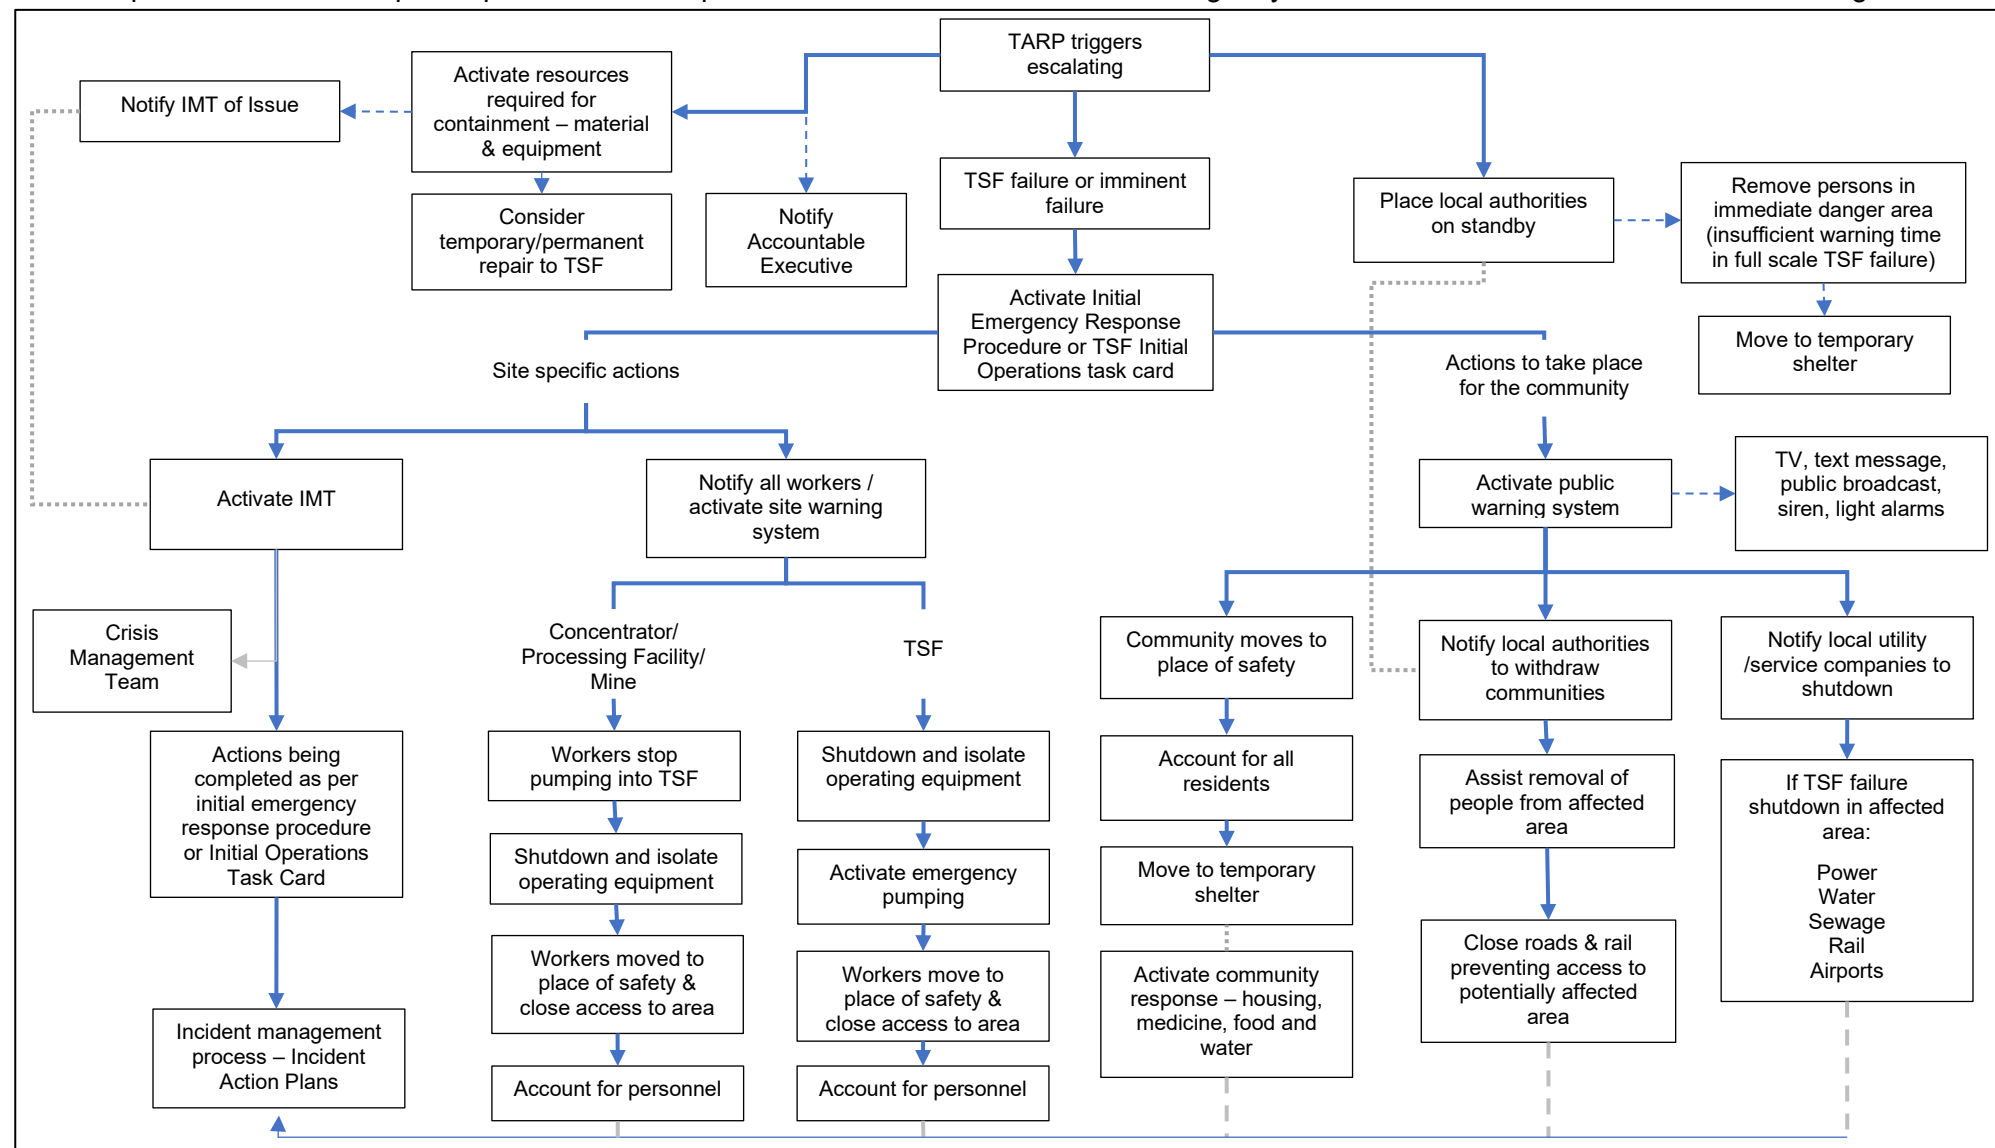 TARP triggers
escalating
Notify IMT of Issue
Activate resources
required for
containment – material
& equipment
Consider
temporary/permanent
repair to TSF
Notify
Accountable
Executive
TSF failure or imminent
failure
Place local authorities
on standby
Remove persons in
immediate danger area
(insufficient warning time
in full scale TSF failure)
Move to temporary
shelter
Activate Initial
Emergency Response
Procedure or TSF Initial
Operations task card
Site specific actions
Actions to take place
for the community
Activate IMT
Notify all workers /
activate site warning
system
Activate public
warning system
TV, text message,
public broadcast,
siren, light alarms
Crisis
Management
Team
Concentrator/
Processing Facility/
Mine
TSF
Community moves to
place of safety
Notify local authorities
to withdraw
communities
Notify local utility
/service companies to
shutdown
Actions being
completed as per
initial emergency
response procedure
or Initial Operations
Task Card
Workers stop
pumping into TSF
Shutdown and isolate
operating equipment
Account for all
residents
Assist removal of
people from affected
area
If TSF failure
shutdown in affected
area:
Power
Water
Sewage
Rail
Airports
Shutdown and isolate
operating equipment
Activate emergency
pumping
Move to temporary
shelter
Workers moved to
place of safety &
close access to area
Workers move to
place of safety &
close access to area
Activate community
response – housing,
medicine, food and
water
Close roads & rail
preventing access to
potentially affected
area
Incident management
process – Incident
Action Plans
Account for personnel
Account for personnel